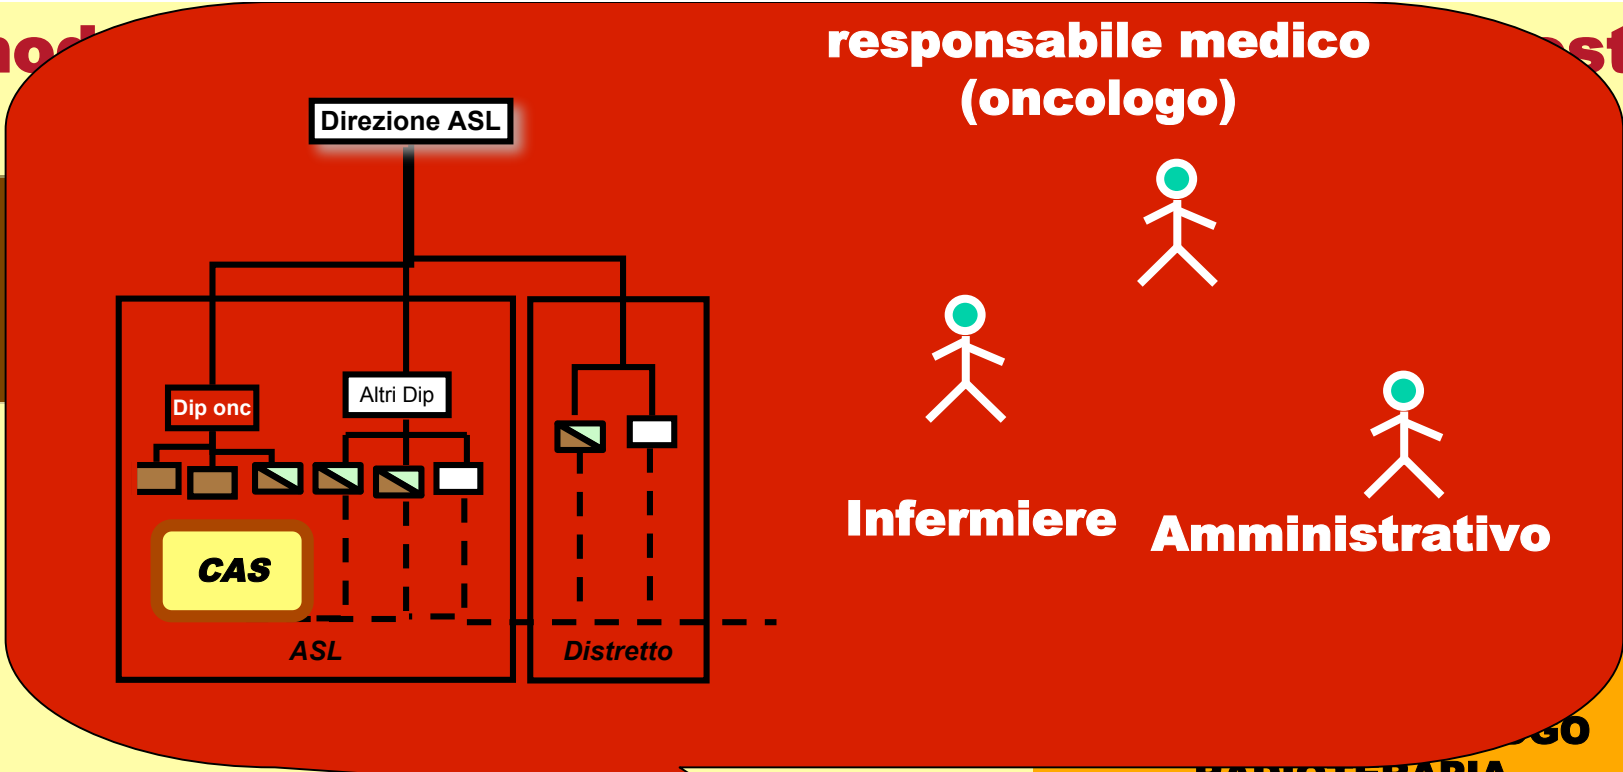 responsabile medico
(oncologo)
Direzione ASL
Dip onc
Altri Dip
CAS
ASL
Distretto
Infermiere
Amministrativo